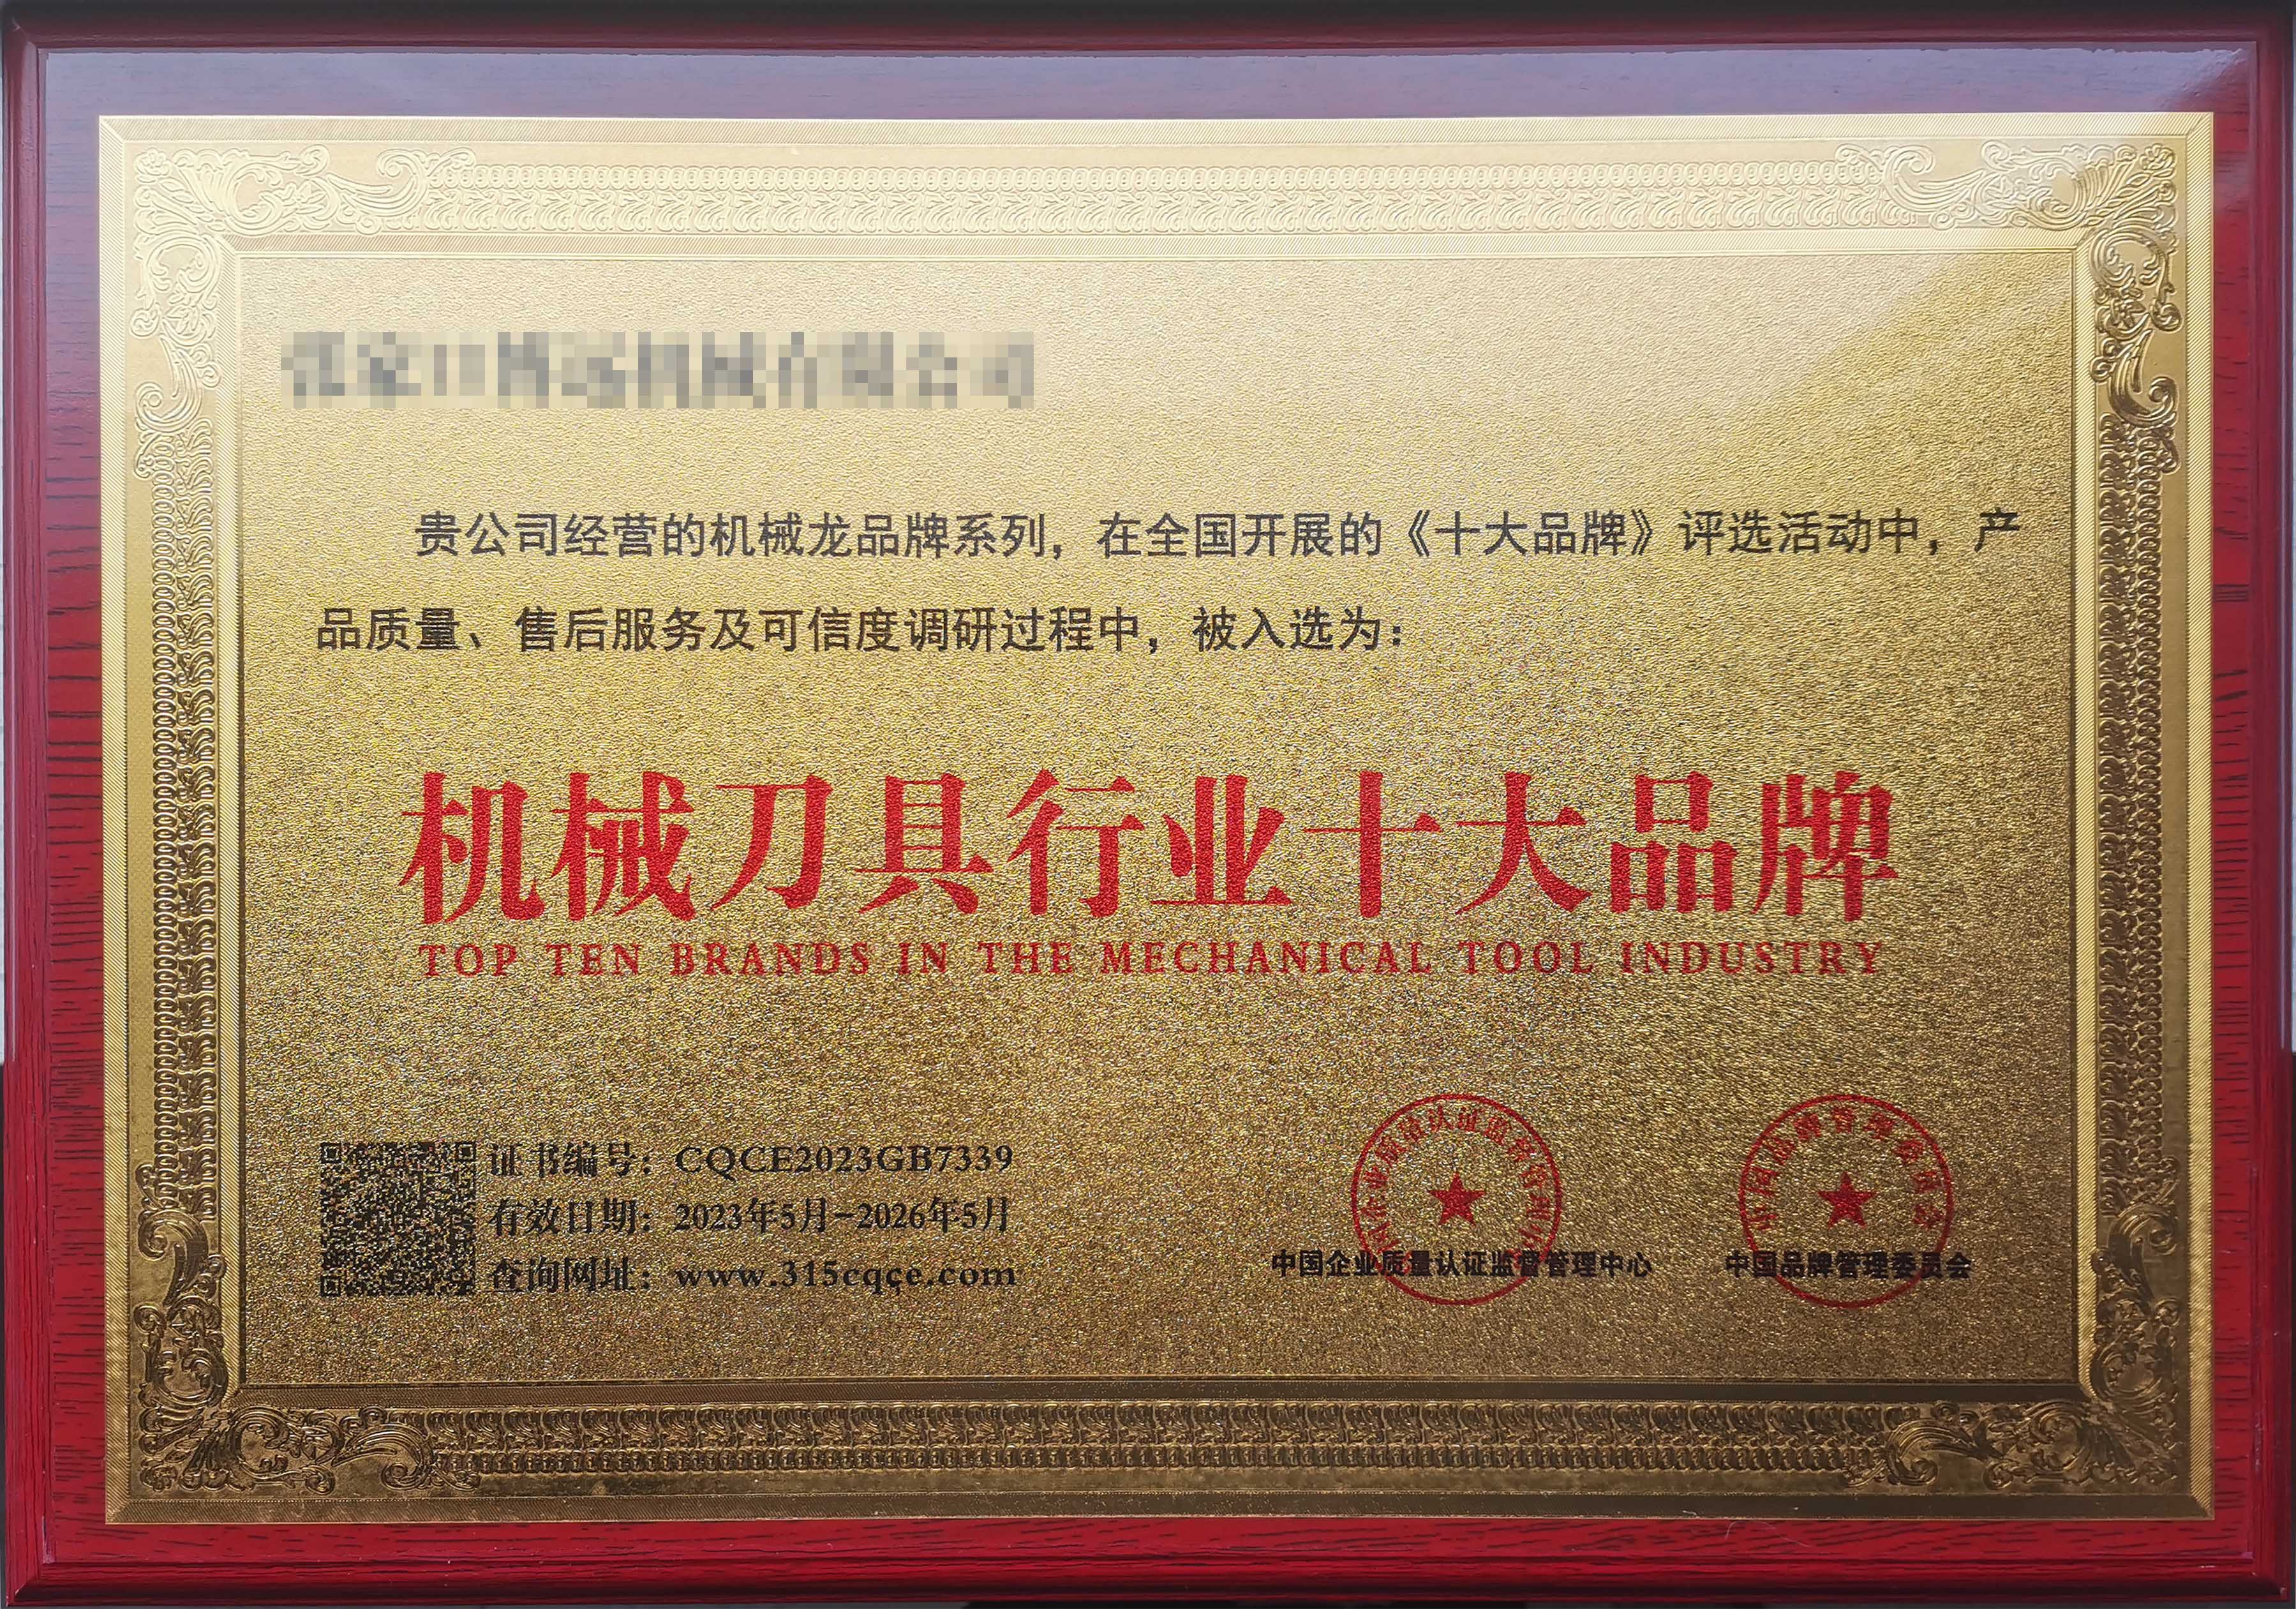 贵公司经营的机械龙品牌系列，在全国开展的《十大品牌》评选活动中，产
品质量、售后服务及可信度调研过程中，被入选为：
机械刀具行业十大品牌
TOP TEN BRANDS IN THE MECHANICAL TOOL INDUSTRY
证书编号：CQCE2023GB7339
有效日期：2023年5月-2026年5月
查询网址：www.315cqce.com
中国企业质量认证监督管理中心
中国品牌管理委员会